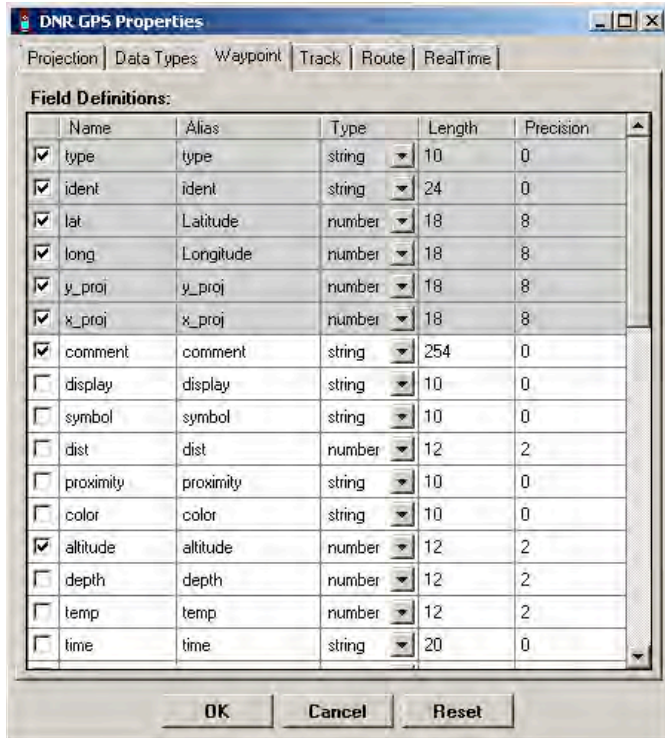 DNR GPS Properties
Projection Data Types Waypoint Track Route RealTime
Field Definitions:
Name Alias Type Length Precision
type type string 10 0
ident ident string 24 0
lat Latitude number 18 8
long Longitude number 18 8
y_proj y_proj number 18 8
x_proj x_proj number 18 8
comment comment string 254 0
display display string 10 0
symbol symbol string 10 0
dist dist number 12 2
proximity proximity string 10 0
color color string 10 0
altitude altitude number 12 2
depth depth number 12 2
temp temp number 12 2
time time string 20 0
OK Cancel Reset